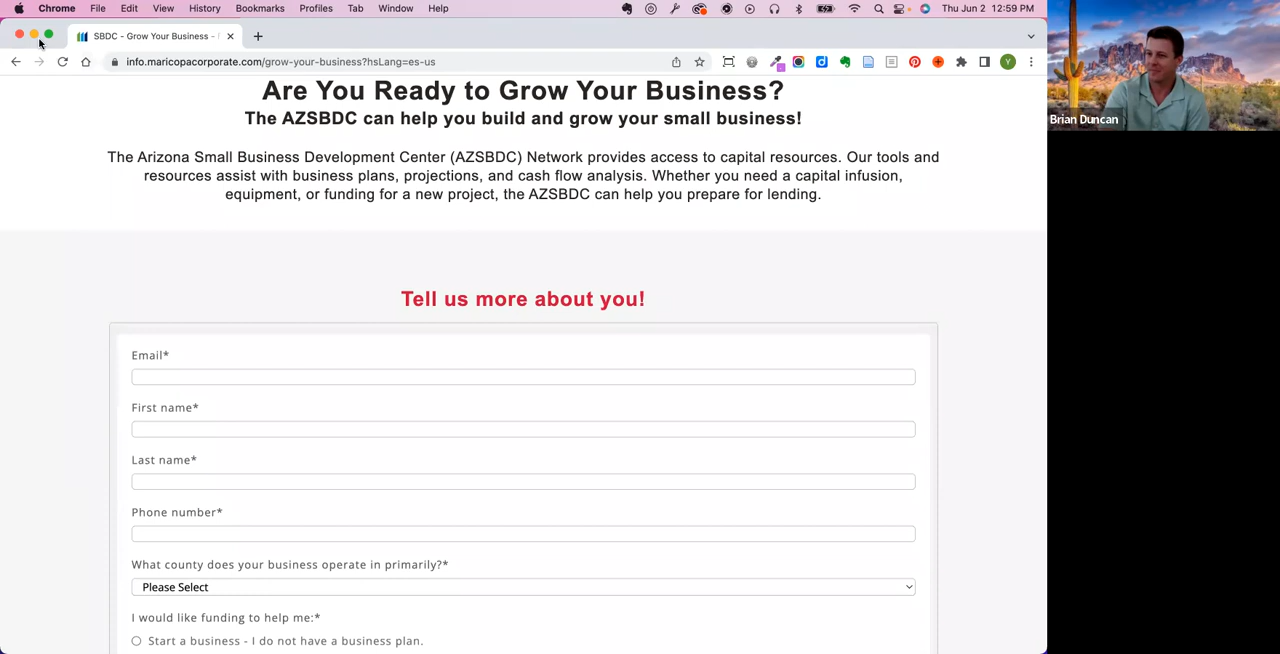 Chrome File Edit View History Bookmarks Profiles Tab Window Help Thu Jun 2 12:59 PM
SBDC - Grow Your Business -
info.maricopacorporate.com/grow-your-business?hsLang=es-us
Y
Are You Ready to Grow Your Business?
The AZSBDC can help you build and grow your small business!
The Arizona Small Business Development Center (AZSBDC) Network provides access to capital resources. Our tools and
resources assist with business plans, projections, and cash flow analysis. Whether you need a capital infusion,
equipment, or funding for a new project, the AZSBDC can help you prepare for lending.
Tell us more about you!
Email*
First name*
Last name*
Phone number*
What county does your business operate in primarily?*
Please Select
I would like funding to help me:*
Start a business - I do not have a business plan.
Brian Duncan